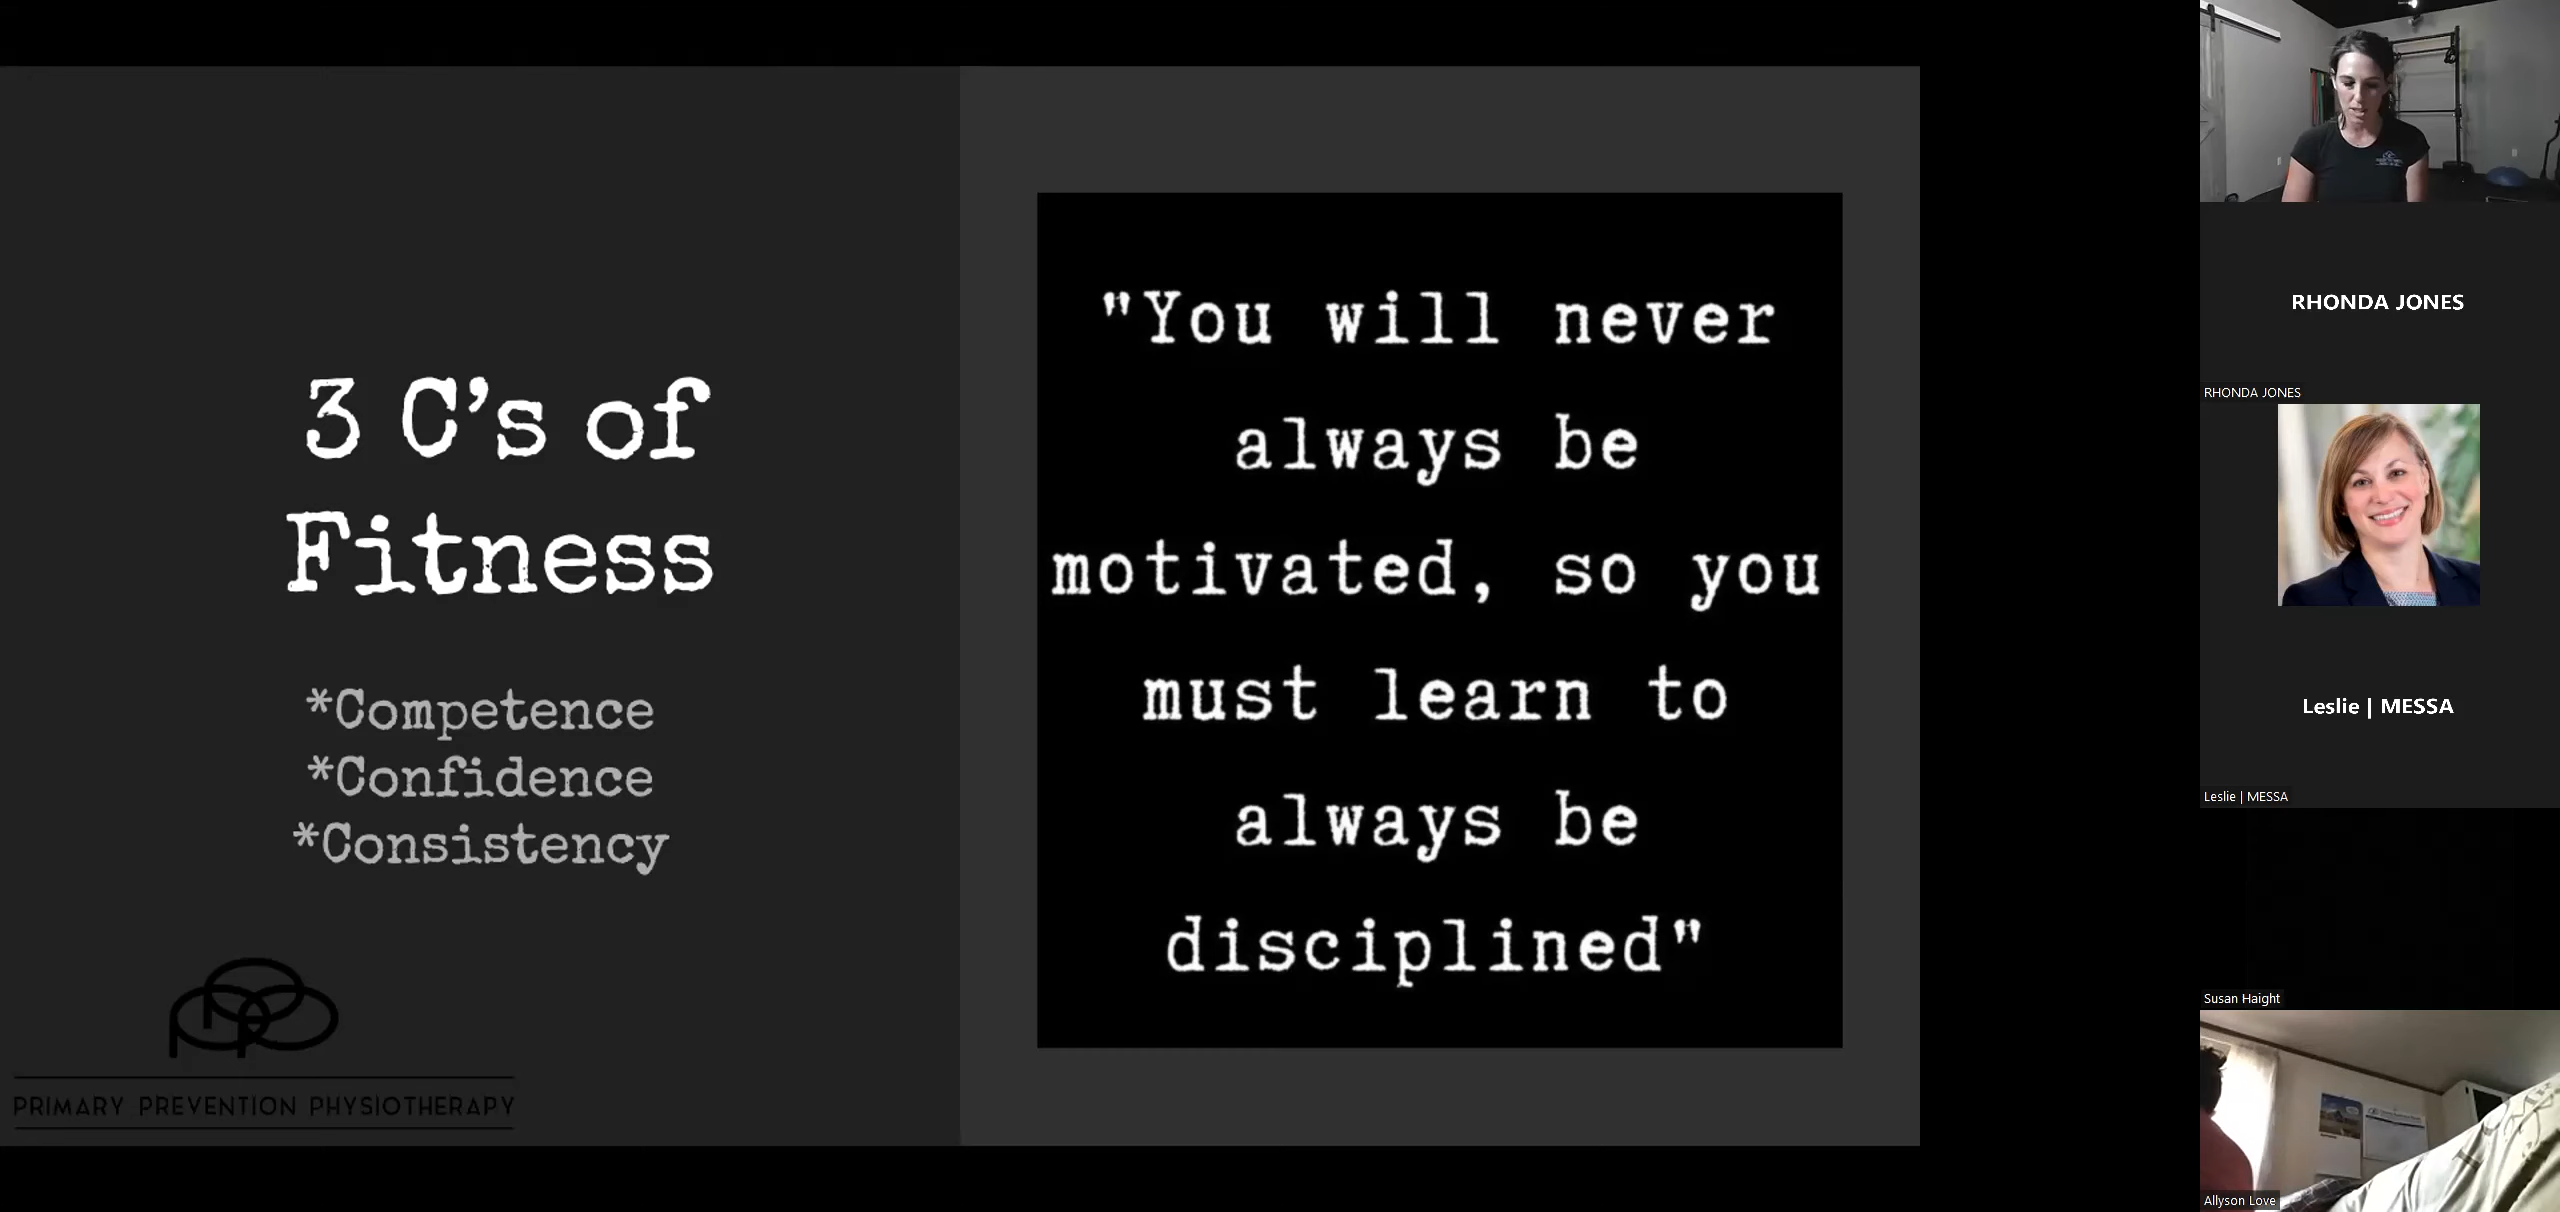 3 C's of
Fitness
*Competence
*Confidence
*Consistency
PRIMARY PREVENTION PHYSIOTHERAPY
"You will never
always be
motivated, so you
must learn to
always be
disciplined"
RHONDA JONES
RHONDA JONES
Leslie | MESSA
Leslie | MESSA
Susan Haight
Allyson Love